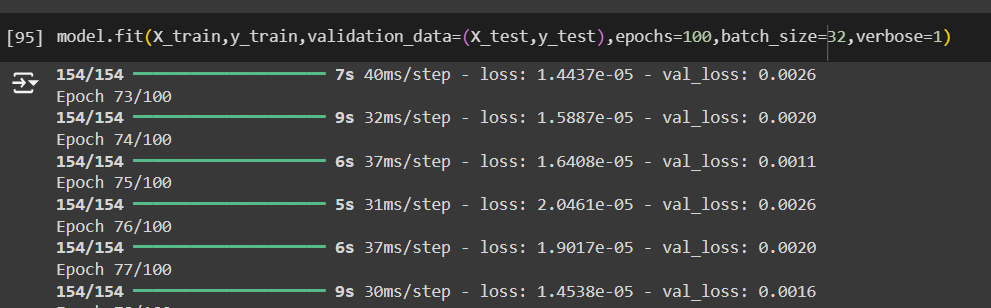 [95] model.fit(X_train,y_train,validation_data=(X_test,y_test),epochs=100,batch_size=32,verbose=1)
154/154 7s 40ms/step - loss: 1.4437e-05 - val_loss: 0.0026
Epoch 73/100
154/154 9s 32ms/step - loss: 1.5887e-05 - val_loss: 0.0020
Epoch 74/100
154/154 6s 37ms/step - loss: 1.6408e-05 - val_loss: 0.0011
Epoch 75/100
154/154 5s 31ms/step - loss: 2.0461e-05 - val_loss: 0.0026
Epoch 76/100
154/154 6s 37ms/step - loss: 1.9017e-05 - val_loss: 0.0020
Epoch 77/100
154/154 9s 30ms/step - loss: 1.4538e-05 - val_loss: 0.0016